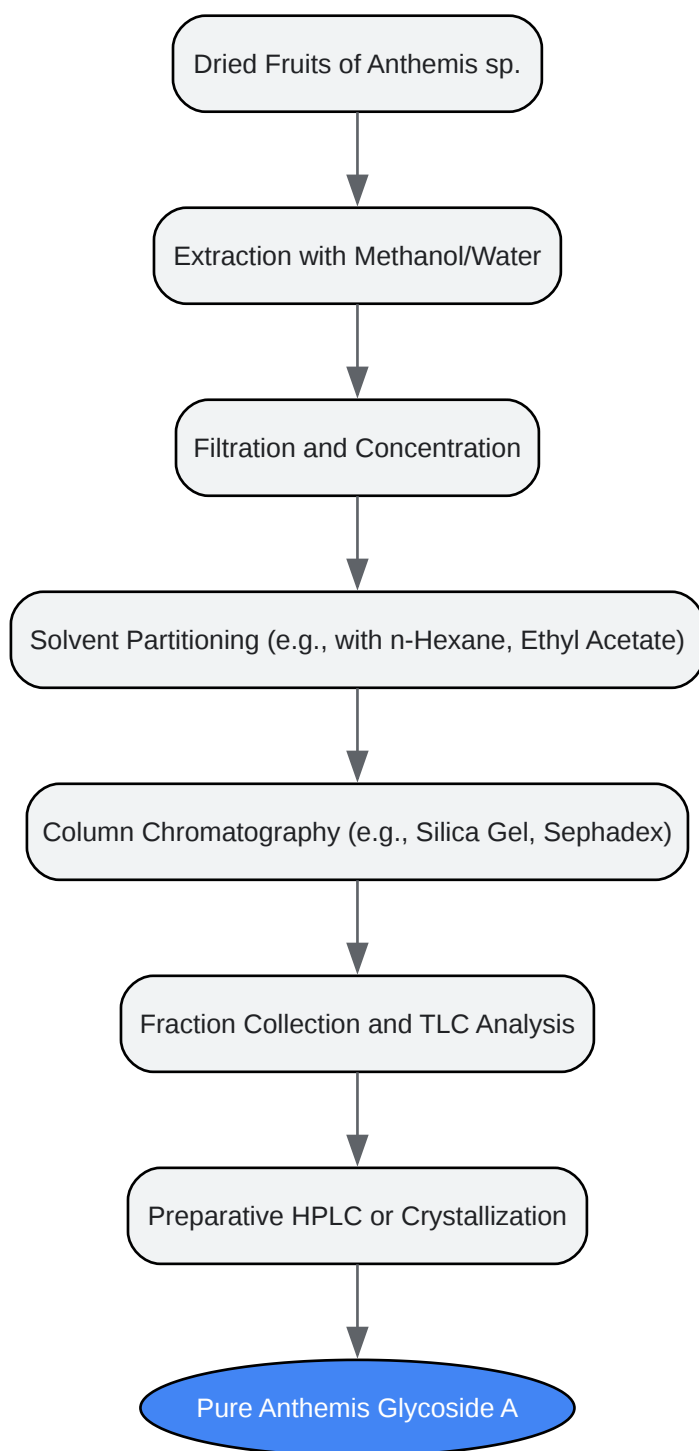 Dried Fruits of Anthemis sp.
Extraction with Methanol/Water
Filtration and Concentration
Solvent Partitioning (e.g., with n-Hexane, Ethyl Acetate)
Column Chromatography (e.g., Silica Gel, Sephadex)
Fraction Collection and TLC Analysis
Preparative HPLC or Crystallization
Pure Anthemis Glycoside A